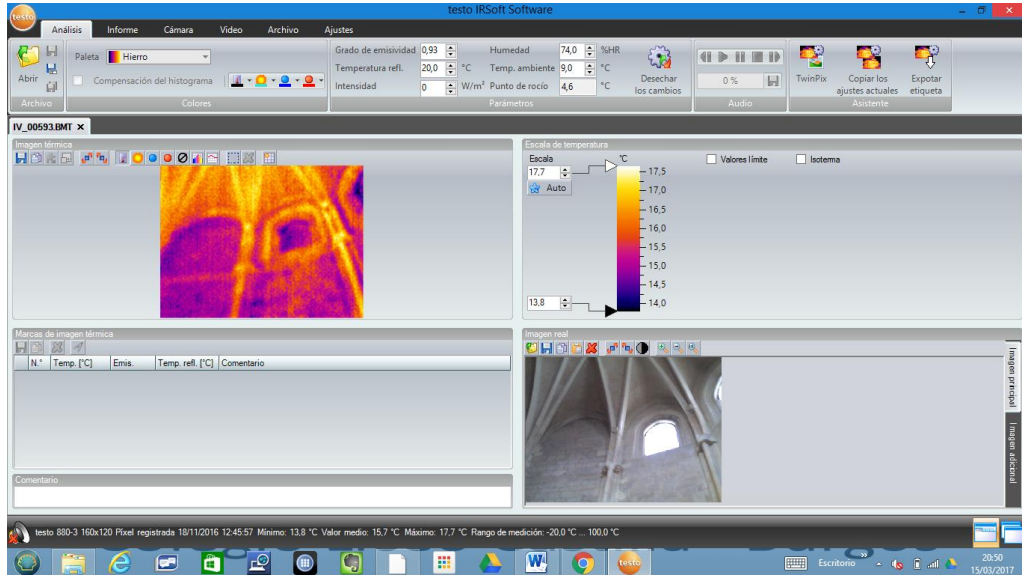 testo IRSoft Software
testo
Análisis Informe Cámara Video Archivo Ajustes
Abrir
Archivo
Paleta Hierro
Compensación del histograma
Colores
Grado de emisividad 0,93 Humedad 74,0 %HR
Temperatura refl. 20,0 °C Temp. ambiente 9,0 °C
Intensidad 0 W/m² Punto de rocío 4,6 °C
Desechar
los cambios
Parámetros
0 %
Audio
TwinPix
Copiar los
ajustes actuales
Expotar
etiqueta
Asistente
IV_00593.BMT
Imagen térmica
Escala de temperatura
Escala
17,7
Auto
13,8
°C
17,5
17,0
16,5
16,0
15,5
15,0
14,5
14,0
Valores límite Isoterma
Marcas de imagen térmica
N.° Temp. [°C] Emis. Temp. refl. [°C] Comentario
Comentario
Imagen real
Imagen principal
Imagen adicional
testo 880-3 160x120 Píxel registrada 18/11/2016 12:45:57 Mínimo: 13,8 °C Valor medio: 15,7 °C Máximo: 17,7 °C Rango de medición: -20,0 °C ... 100,0 °C
testo
Escritorio
20:50
15/03/2017